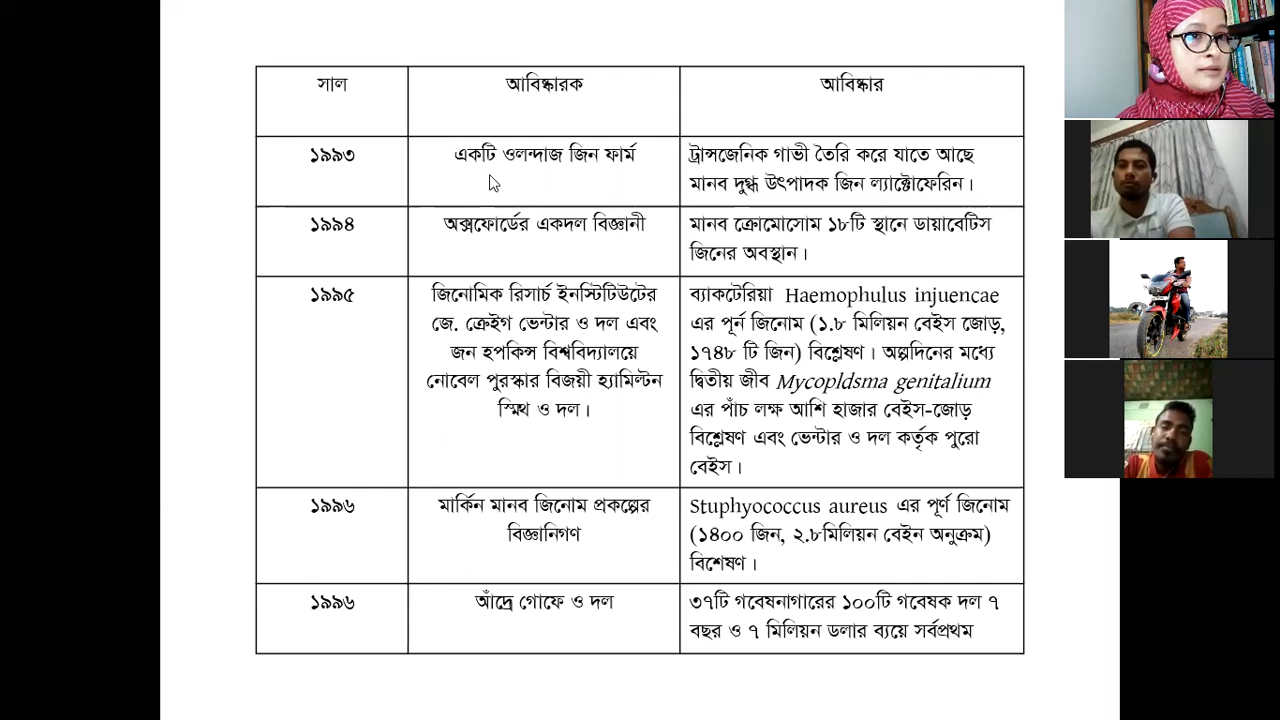 সাল
আবিষ্কারক
আবিষ্কার
১৯৯৩
একটি ওলন্দাজ জিন ফার্ম
ট্রান্সজেনিক গাভী তৈরি করে যাতে আছে
মানব দুগ্ধ উৎপাদক জিন ল্যাক্টোফেরিন।
১৯৯৪
অক্সফোর্ডের একদল বিজ্ঞানী
মানব ক্রোমোসোম ১৮টি স্থানে ডায়াবেটিস
জিনের অবস্থান।
১৯৯৫
জিনোমিক রিসার্চ ইনস্টিটিউটের
জে. ক্রেইগ ভেন্টার ও দল এবং
জন হপকিন্স বিশ্ববিদ্যালয়ে
নোবেল পুরস্কার বিজয়ী হ্যামিল্টন
স্মিথ ও দল।
ব্যাকটেরিয়া Haemophulus injuencae
এর পূর্ন জিনোম (১.৮ মিলিয়ন বেইস জোড়,
১৭৪৮ টি জিন) বিশ্লেষণ। অল্পদিনের মধ্যে
দ্বিতীয় জীব Mycopldsma genitalium
এর পাঁচ লক্ষ আশি হাজার বেইস-জোড়
বিশ্লেষণ এবং ভেন্টার ও দল কর্তৃক পুরো
বেইস।
১৯৯৬
মার্কিন মানব জিনোম প্রকল্পের
বিজ্ঞানিগণ
Stuphyococcus aureus এর পূর্ণ জিনোম
(১৪০০ জিন, ২.৮মিলিয়ন বেইন অনুক্রম)
বিশেষণ।
১৯৯৬
আঁদ্রে গোফে ও দল
৩৭টি গবেষনাগারের ১০০টি গবেষক দল ৭
বছর ও ৭ মিলিয়ন ডলার ব্যয়ে সর্বপ্রথম